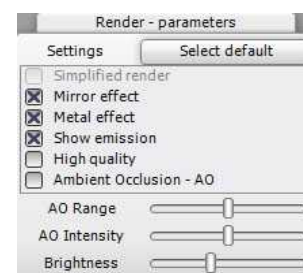 Render - parameters
Settings Select default
Simplified render
Mirror effect
Metal effect
Show emission
High quality
Ambient Occlusion - AO
AO Range
AO Intensity
Brightness